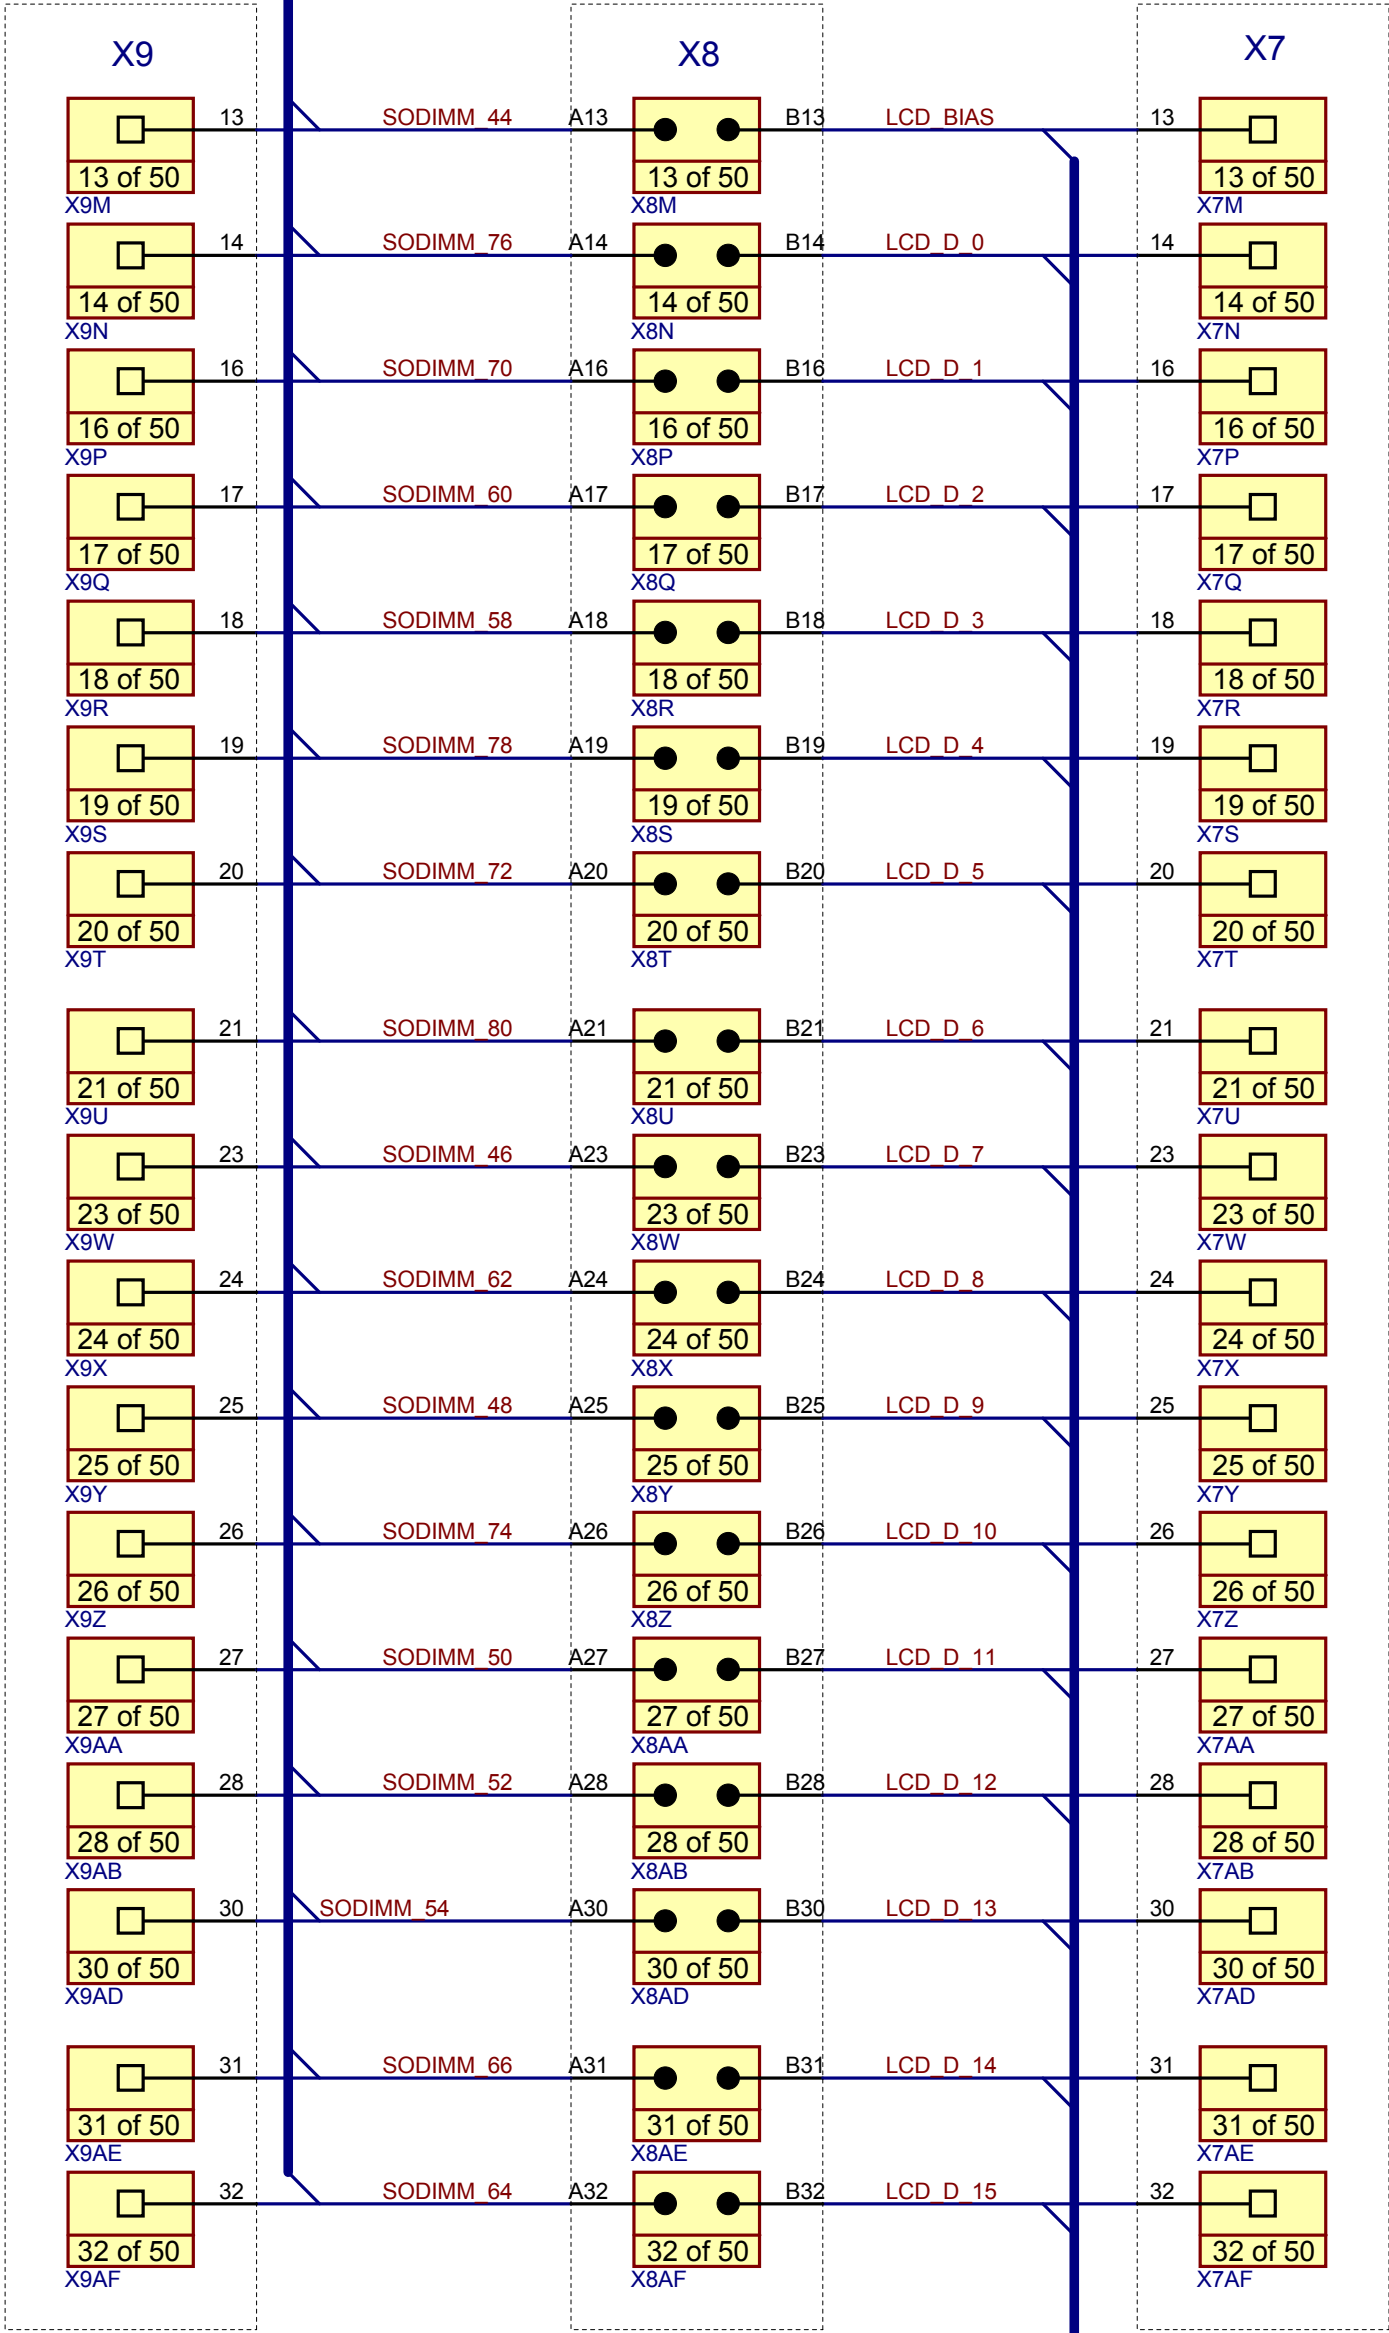 X9 X8 X7
13 SODIMM_44 A13 B13 LCD_BIAS 13
13 of 50 13 of 50 13 of 50
X9M X8M X7M
14 SODIMM_76 A14 B14 LCD_D_0 14
14 of 50 14 of 50 14 of 50
X9N X8N X7N
16 SODIMM_70 A16 B16 LCD_D_1 16
16 of 50 16 of 50 16 of 50
X9P X8P X7P
17 SODIMM_60 A17 B17 LCD_D_2 17
17 of 50 17 of 50 17 of 50
X9Q X8Q X7Q
18 SODIMM_58 A18 B18 LCD_D_3 18
18 of 50 18 of 50 18 of 50
X9R X8R X7R
19 SODIMM_78 A19 B19 LCD_D_4 19
19 of 50 19 of 50 19 of 50
X9S X8S X7S
20 SODIMM_72 A20 B20 LCD_D_5 20
20 of 50 20 of 50 20 of 50
X9T X8T X7T
21 SODIMM_80 A21 B21 LCD_D_6 21
21 of 50 21 of 50 21 of 50
X9U X8U X7U
23 SODIMM_46 A23 B23 LCD_D_7 23
23 of 50 23 of 50 23 of 50
X9W X8W X7W
24 SODIMM_62 A24 B24 LCD_D_8 24
24 of 50 24 of 50 24 of 50
X9X X8X X7X
25 SODIMM_48 A25 B25 LCD_D_9 25
25 of 50 25 of 50 25 of 50
X9Y X8Y X7Y
26 SODIMM_74 A26 B26 LCD_D_10 26
26 of 50 26 of 50 26 of 50
X9Z X8Z X7Z
27 SODIMM_50 A27 B27 LCD_D_11 27
27 of 50 27 of 50 27 of 50
X9AA X8AA X7AA
28 SODIMM_52 A28 B28 LCD_D_12 28
28 of 50 28 of 50 28 of 50
X9AB X8AB X7AB
30 SODIMM_54 A30 B30 LCD_D_13 30
30 of 50 30 of 50 30 of 50
X9AD X8AD X7AD
31 SODIMM_66 A31 B31 LCD_D_14 31
31 of 50 31 of 50 31 of 50
X9AE X8AE X7AE
32 SODIMM_64 A32 B32 LCD_D_15 32
32 of 50 32 of 50 32 of 50
X9AF X8AF X7AF